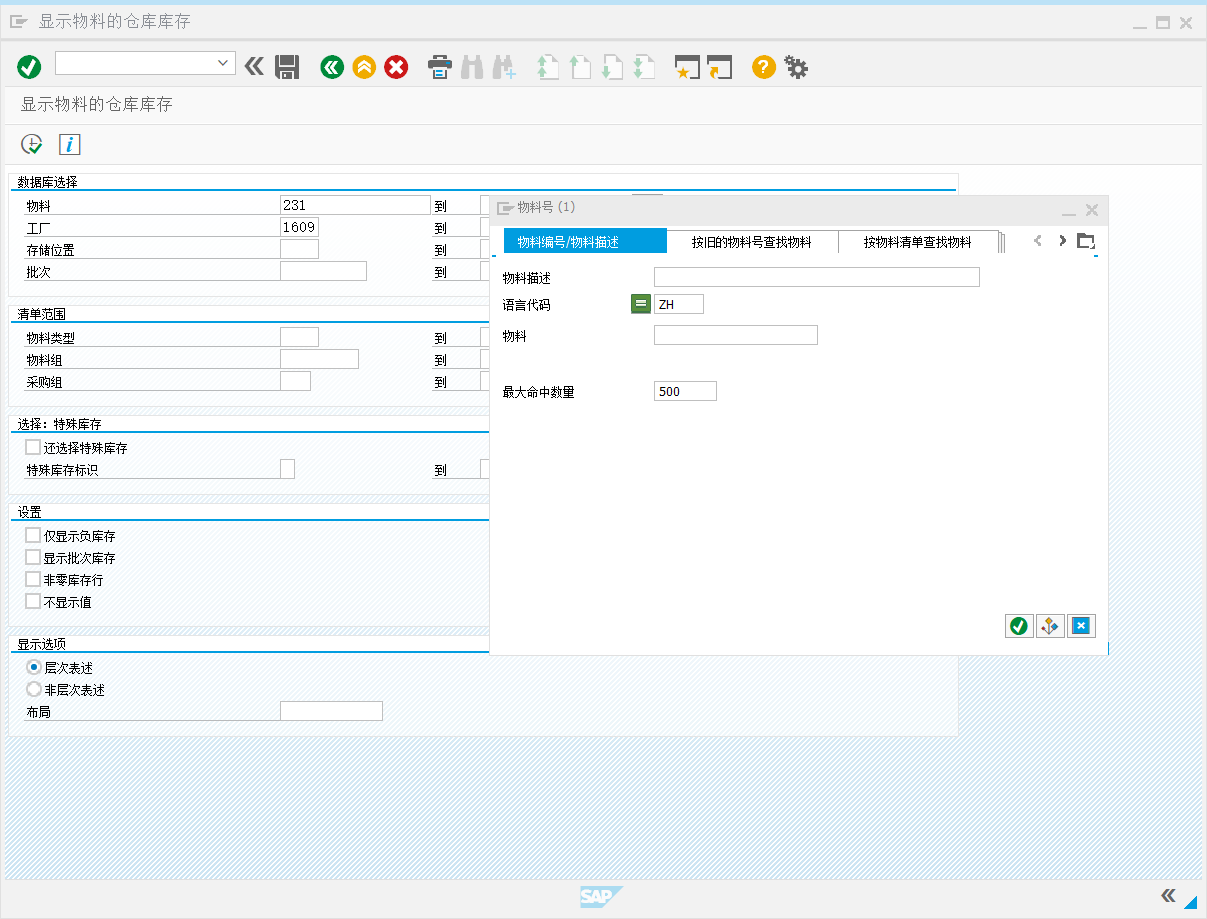 显示物料的仓库库存
显示物料的仓库库存
数据库选择
物料 231 到
工厂 1609 到
存储位置 到
批次 到
清单范围
物料类型 到
物料组 到
采购组 到
选择：特殊库存
还选择特殊库存
特殊库存标识 到
设置
仅显示负库存
显示批次库存
非零库存行
不显示值
显示选项
层次表述
非层次表述
布局
物料号 (1)
物料编号/物料描述 按旧的物料号查找物料 按物料清单查找物料
物料描述
语言代码 ZH
物料
最大命中数量 500
SAP